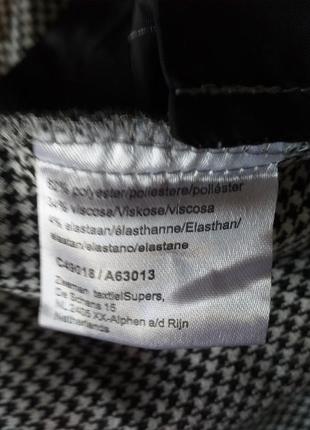 62% polyester/poliestere/poliéster
34% viscose/Viskose/viscosa
4% elastaan/élasthanne/Elasthan/
elastan/elastano/elastane
C49018 / A63013
Zeeman textielSupers,
De Schans 15
NL 2405 XX-Alphen a/d Rijn
Netherlands